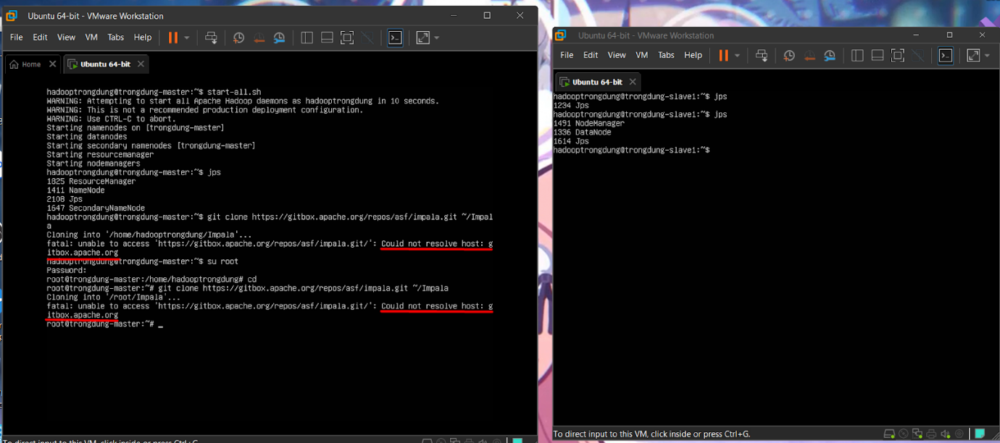 Ubuntu 64-bit - VMware Workstation
File Edit View VM Tabs Help
Home
Ubuntu 64-bit
hadooptrongdung@trongdung-master:~$ start-all.sh
WARNING: Attempting to start all Apache Hadoop daemons as hadooptrongdung in 10 seconds.
WARNING: This is not a recommended production deployment configuration.
WARNING: Use CTRL-C to abort.
Starting namenodes on [trongdung-master]
Starting datanodes
Starting secondary namenodes [trongdung-master]
Starting resourcemanager
Starting nodemanagers
hadooptrongdung@trongdung-master:~$ jps
1825 ResourceManager
1411 NameNode
2108 Jps
1647 SecondaryNameNode
hadooptrongdung@trongdung-master:~$ git clone https://gitbox.apache.org/repos/asf/impala.git ~/Impal
a
Cloning into '/home/hadooptrongdung/Impala'...
fatal: unable to access 'https://gitbox.apache.org/repos/asf/impala.git/': Could not resolve host: g
itbox.apache.org
hadooptrongdung@trongdung-master:~$ su root
Password:
root@trongdung-master:/home/hadooptrongdung# cd
root@trongdung-master:~# git clone https://gitbox.apache.org/repos/asf/impala.git ~/Impala
Cloning into '/root/Impala'...
fatal: unable to access 'https://gitbox.apache.org/repos/asf/impala.git/': Could not resolve host: g
itbox.apache.org
root@trongdung-master:~# _
To direct input to this VM, click inside or press Ctrl+G.
Ubuntu 64-bit - VMware Workstation
File Edit View VM Tabs Help
Ubuntu 64-bit
hadooptrongdung@trongdung-slave1:~$ jps
1234 Jps
hadooptrongdung@trongdung-slave1:~$ jps
1491 NodeManager
1336 DataNode
1614 Jps
hadooptrongdung@trongdung-slave1:~$
To direct input to this VM, click inside or press Ctrl+G.